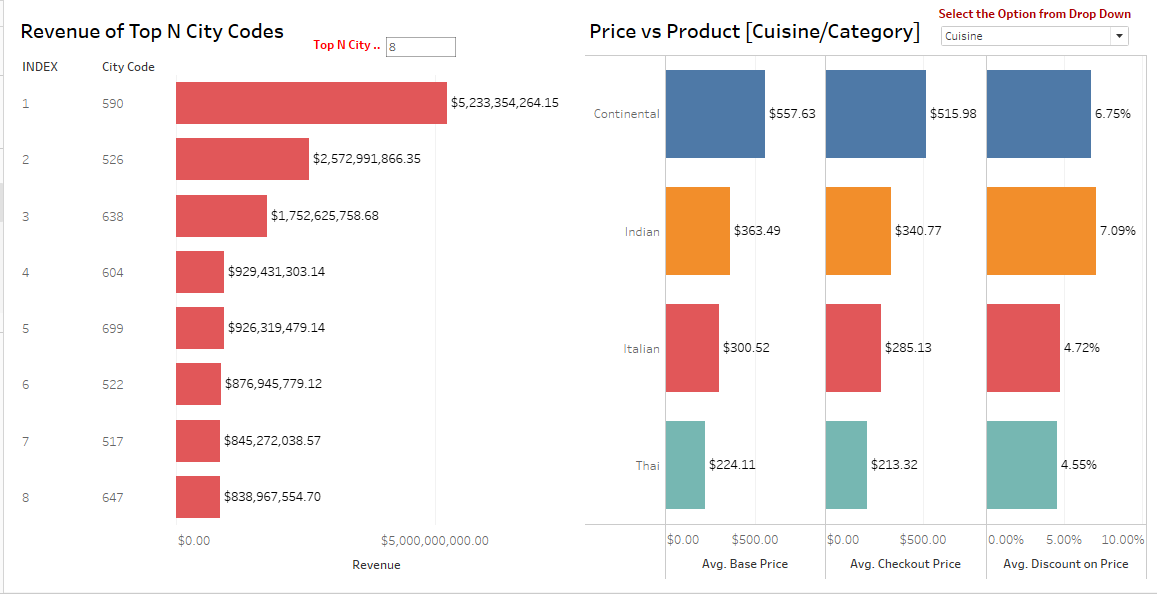 Revenue of Top N City Codes
Top N City .. 8
INDEX City Code
1 590 $5,233,354,264.15
2 526 $2,572,991,866.35
3 638 $1,752,625,758.68
4 604 $929,431,303.14
5 699 $926,319,479.14
6 522 $876,945,779.12
7 517 $845,272,038.57
8 647 $838,967,554.70
$0.00 $5,000,000,000.00
Revenue
Select the Option from Drop Down
Price vs Product [Cuisine/Category] Cuisine
Continental $557.63 $515.98 6.75%
Indian $363.49 $340.77 7.09%
Italian $300.52 $285.13 4.72%
Thai $224.11 $213.32 4.55%
$0.00 $500.00 $0.00 $500.00 0.00% 5.00% 10.00%
Avg. Base Price Avg. Checkout Price Avg. Discount on Price